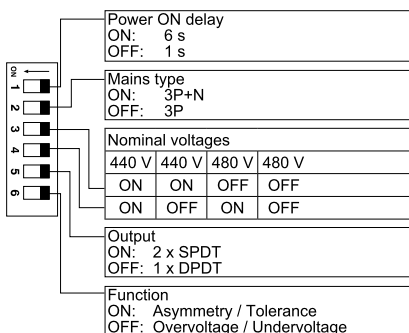 Power ON delay
ON: 6 s
OFF: 1 s
Mains type
ON: 3P+N
OFF: 3P
Nominal voltages
440 V 440 V 480 V 480 V
ON ON OFF OFF
ON OFF ON OFF
Output
ON: 2 x SPDT
OFF: 1 x DPDT
Function
ON: Asymmetry / Tolerance
OFF: Overvoltage / Undervoltage
ON
1
2
3
4
5
6